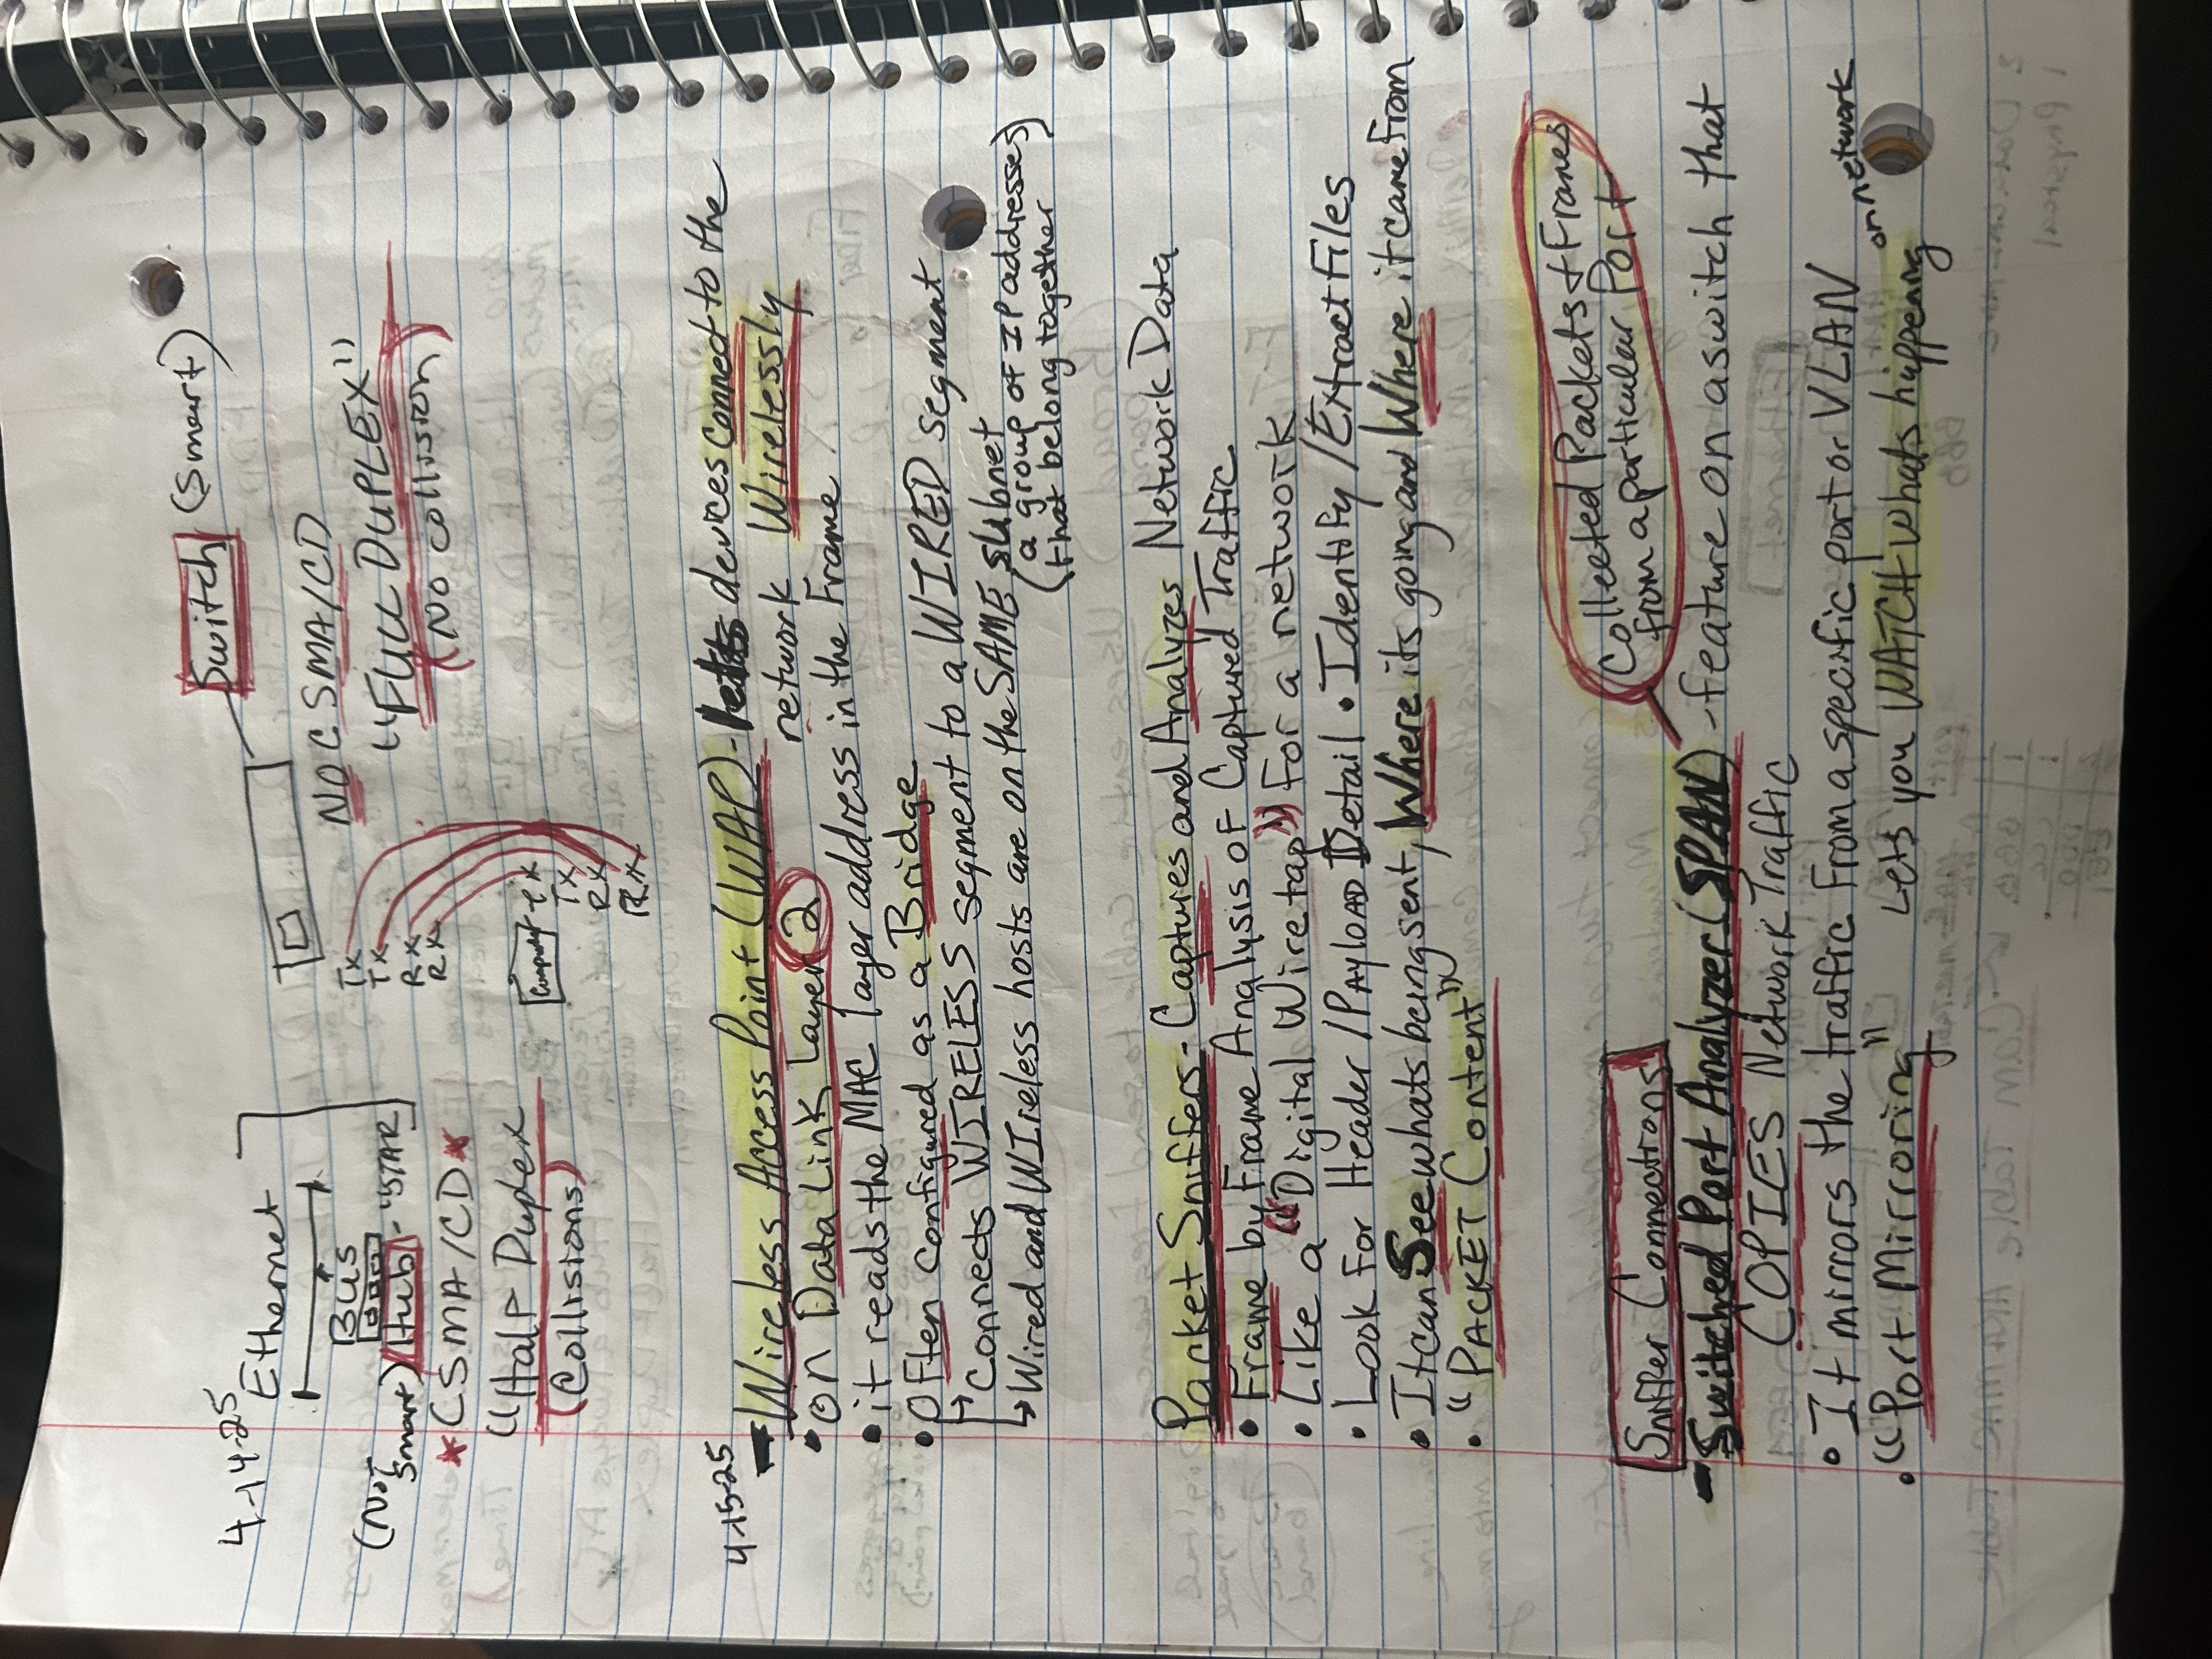 4-14-25
Ethernet
Bus
(Not Smart) Hub - "STAR
* CSMA/CD *
"Half Duplex
(Collisions)
Switch (Smart)
NO CSMA/CD
"FULL DUPLEX"
(No collision)
Tx
Tx
Rx
Rx
Computer
Tx
Tx
Rx
Rx
4-15-25
- Wireless Access Point (WAP) - lets devices connect to the
network Wirelessly
• on Data Link Layer 2
• it reads the MAC layer address in the Frame
• Often configured as a Bridge
↳ Connects WIRELESS segment to a WIRED segment
↳ Wired and WIreless hosts are on the SAME subnet
(a group of IP addresses
that belong together)
Packet Sniffers - Captures and Analyzes Network Data
• Frame by Frame Analysis of Captured Traffic
• Like a "Digital Wiretap" For a network
• Look For Header / PAYLOAD Detail • Identify / Extract Files
• It can See whats being sent, Where its going and Where it came From
• "PACKET Content"
Sniffer Connections
Collected Packets + Frames
from a particular Port
- Switched Port Analyzer (SPAN) - feature on a switch that
COPIES Network Traffic
• It mirrors the traffic From a specific port or VLAN
• "Port Mirroring" Lets you WATCH whats happening on network